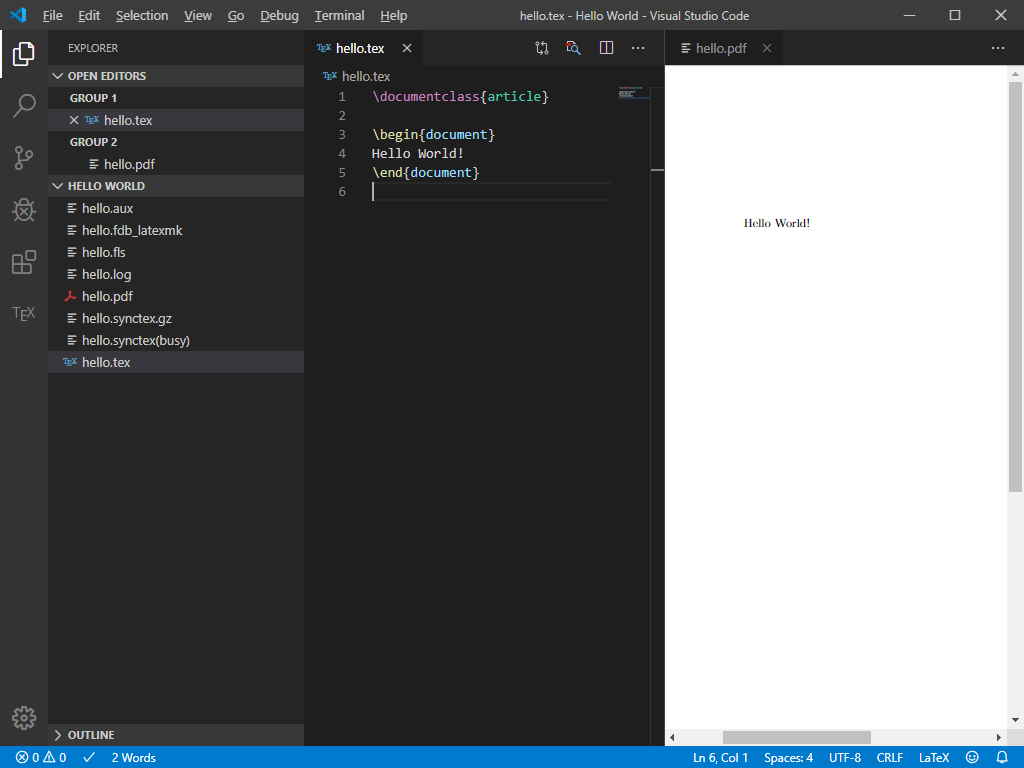 File Edit Selection View Go Debug Terminal Help hello.tex - Hello World - Visual Studio Code
EXPLORER
OPEN EDITORS
GROUP 1
TEX hello.tex
GROUP 2
hello.pdf
HELLO WORLD
hello.aux
hello.fdb_latexmk
hello.fls
hello.log
hello.pdf
hello.synctex.gz
hello.synctex(busy)
TEX hello.tex
OUTLINE
TEX
TEX hello.tex
TEX hello.tex
1 \documentclass{article}
2
3 \begin{document}
4 Hello World!
5 \end{document}
6
hello.pdf
Hello World!
0 0 2 Words Ln 6, Col 1 Spaces: 4 UTF-8 CRLF LaTeX